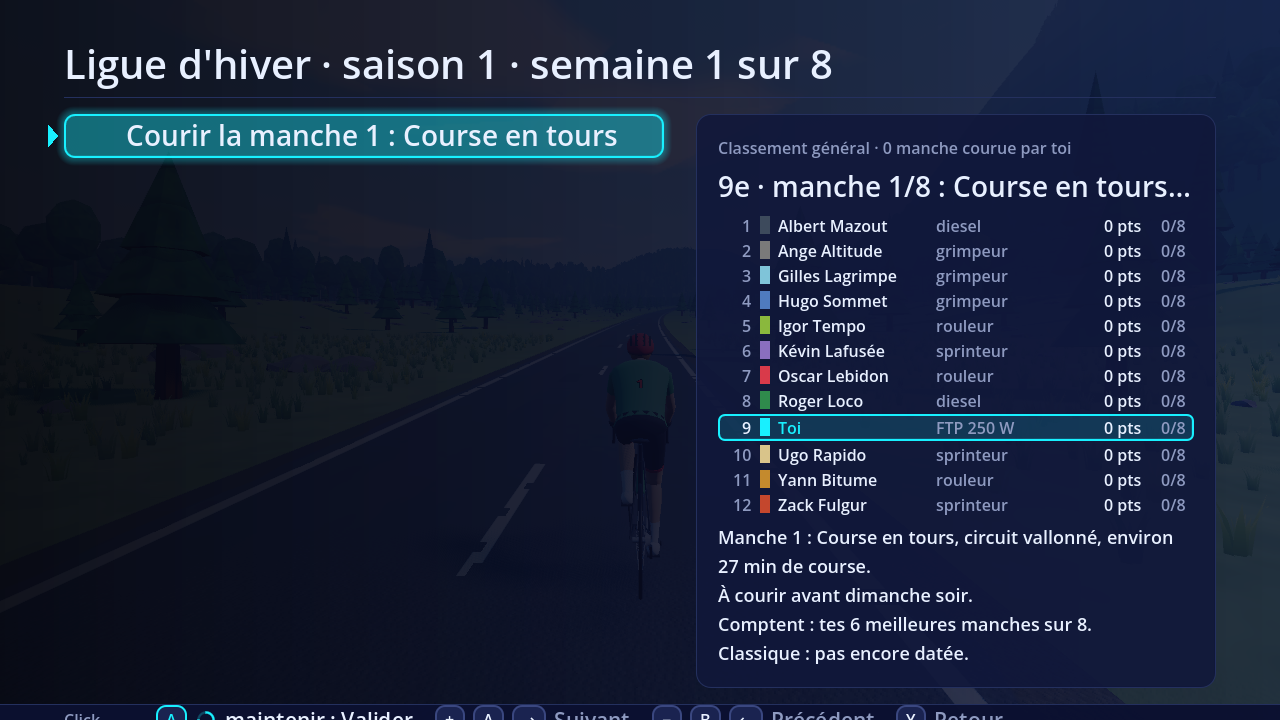 Ligue d'hiver · saison 1 · semaine 1 sur 8
Courir la manche 1 : Course en tours
Classement général · 0 manche courue par toi
9e · manche 1/8 : Course en tours...
1 Albert Mazout diesel 0 pts 0/8
2 Ange Altitude grimpeur 0 pts 0/8
3 Gilles Lagrimpe grimpeur 0 pts 0/8
4 Hugo Sommet grimpeur 0 pts 0/8
5 Igor Tempo rouleur 0 pts 0/8
6 Kévin Lafusée sprinteur 0 pts 0/8
7 Oscar Lebidon rouleur 0 pts 0/8
8 Roger Loco diesel 0 pts 0/8
9 Toi FTP 250 W 0 pts 0/8
10 Ugo Rapido sprinteur 0 pts 0/8
11 Yann Bitume rouleur 0 pts 0/8
12 Zack Fulgur sprinteur 0 pts 0/8
Manche 1 : Course en tours, circuit vallonné, environ
27 min de course.
À courir avant dimanche soir.
Comptent : tes 6 meilleures manches sur 8.
Classique : pas encore datée.
Click A maintenir : Valider + A → Suivant − B ← Précédent Y Retour